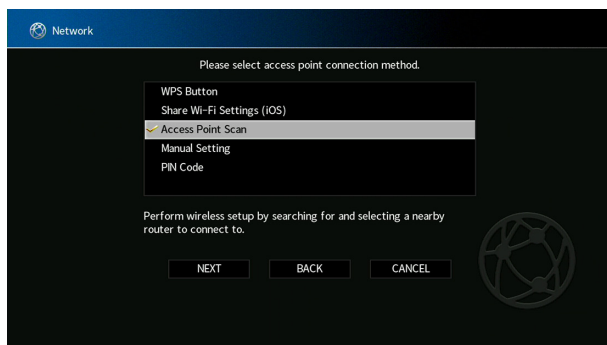 Network
Please select access point connection method.
WPS Button
Share Wi-Fi Settings (iOS)
Access Point Scan
Manual Setting
PIN Code
Perform wireless setup by searching for and selecting a nearby
router to connect to.
NEXT BACK CANCEL